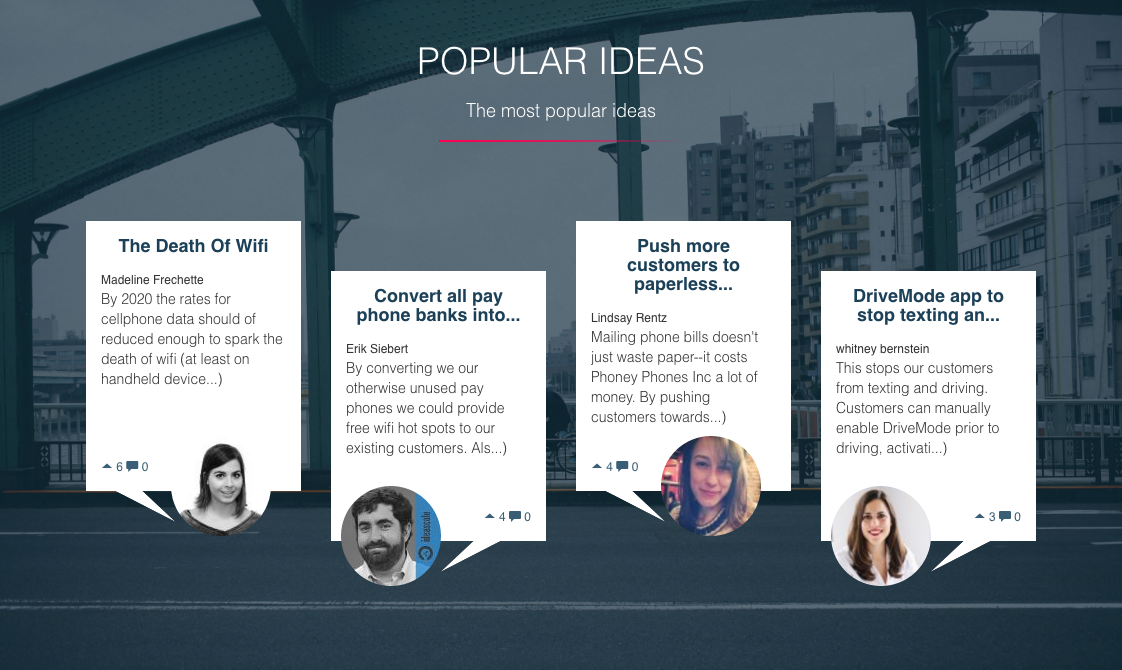 POPULAR IDEAS
The most popular ideas
The Death Of Wifi
Madeline Frechette
By 2020 the rates for
cellphone data should of
reduced enough to spark the
death of wifi (at least on
handheld device...)
6 0
Convert all pay
phone banks into...
Erik Siebert
By converting we our
otherwise unused pay
phones we could provide
free wifi hot spots to our
existing customers. Als...)
ideascale
4 0
Push more
customers to
paperless...
Lindsay Rentz
Mailing phone bills doesn't
just waste paper--it costs
Phoney Phones Inc a lot of
money. By pushing
customers towards...)
4 0
DriveMode app to
stop texting an...
whitney bernstein
This stops our customers
from texting and driving.
Customers can manually
enable DriveMode prior to
driving, activati...)
3 0